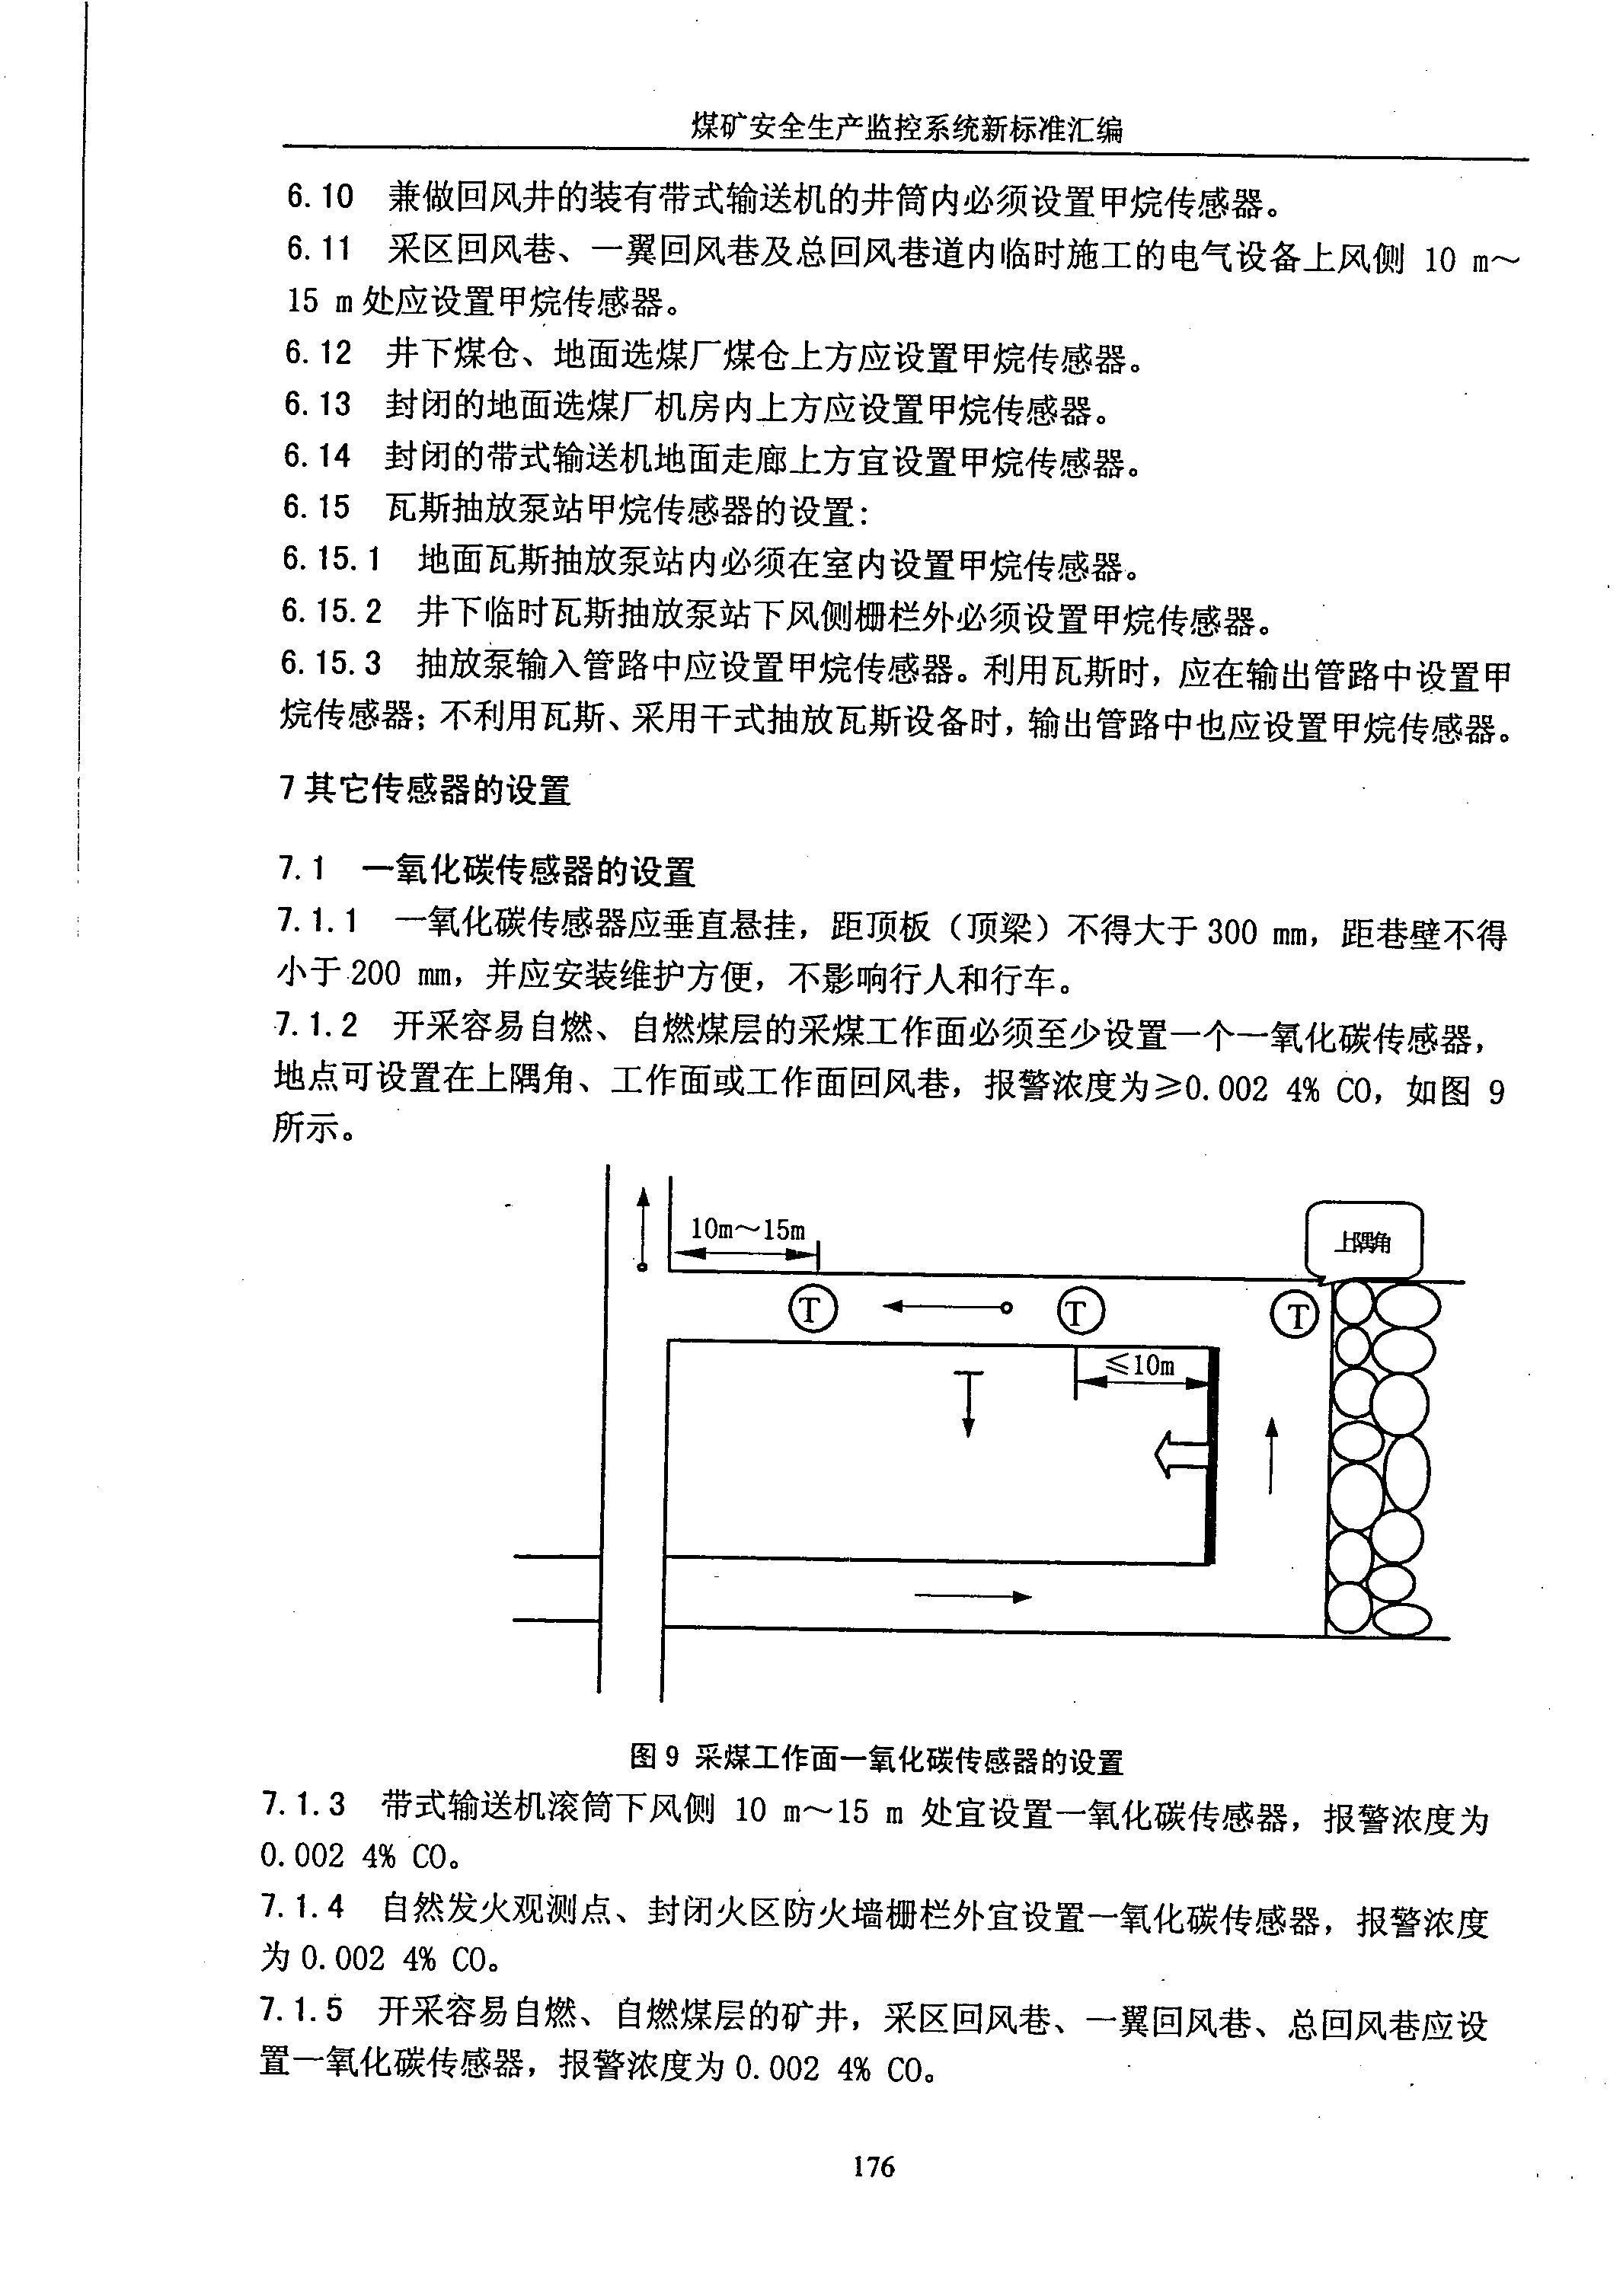 煤矿安全生产监控系统新标准汇编
6.10 兼做回风井的装有带式输送机的井筒内必须设置甲烷传感器。
6.11 采区回风巷、一翼回风巷及总回风巷道内临时施工的电气设备上风侧 10 m～
15 m 处应设置甲烷传感器。
6.12 井下煤仓、地面选煤厂煤仓上方应设置甲烷传感器。
6.13 封闭的地面选煤厂机房内上方应设置甲烷传感器。
6.14 封闭的带式输送机地面走廊上方宜设置甲烷传感器。
6.15 瓦斯抽放泵站甲烷传感器的设置：
6.15.1 地面瓦斯抽放泵站内必须在室内设置甲烷传感器。
6.15.2 井下临时瓦斯抽放泵站下风侧栅栏外必须设置甲烷传感器。
6.15.3 抽放泵输入管路中应设置甲烷传感器。利用瓦斯时，应在输出管路中设置甲
烷传感器；不利用瓦斯、采用干式抽放瓦斯设备时，输出管路中也应设置甲烷传感器。
7 其它传感器的设置
7.1 一氧化碳传感器的设置
7.1.1 一氧化碳传感器应垂直悬挂，距顶板（顶梁）不得大于 300 mm，距巷壁不得
小于 200 mm，并应安装维护方便，不影响行人和行车。
7.1.2 开采容易自燃、自燃煤层的采煤工作面必须至少设置一个一氧化碳传感器，
地点可设置在上隅角、工作面或工作面回风巷，报警浓度为≥0.002 4% CO，如图 9
所示。
10m～15m
上隅角
T T T
≤10m
图 9 采煤工作面一氧化碳传感器的设置
7.1.3 带式输送机滚筒下风侧 10 m～15 m 处宜设置一氧化碳传感器，报警浓度为
0.002 4% CO。
7.1.4 自然发火观测点、封闭火区防火墙栅栏外宜设置一氧化碳传感器，报警浓度
为 0.002 4% CO。
7.1.5 开采容易自燃、自燃煤层的矿井，采区回风巷、一翼回风巷、总回风巷应设
置一氧化碳传感器，报警浓度为 0.002 4% CO。
176